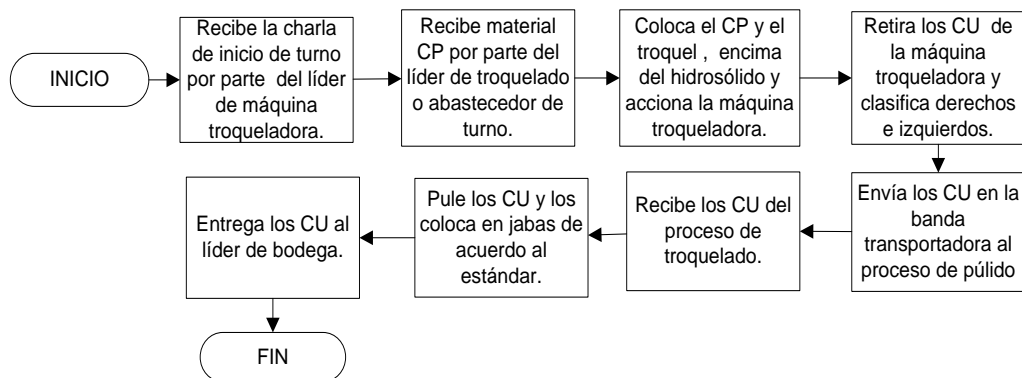 INICIO
Recibe la charla
de inicio de turno
por parte del líder
de máquina
troqueladora.
Recibe material
CP por parte del
líder de troquelado
o abastecedor de
turno.
Coloca el CP y el
troquel , encima
del hidrosólido y
acciona la máquina
troqueladora.
Retira los CU de
la máquina
troqueladora y
clasifica derechos
e izquierdos.
Envía los CU en la
banda
transportadora al
proceso de púlido
Recibe los CU del
proceso de
troquelado.
Pule los CU y los
coloca en jabas de
acuerdo al
estándar.
Entrega los CU al
líder de bodega.
FIN